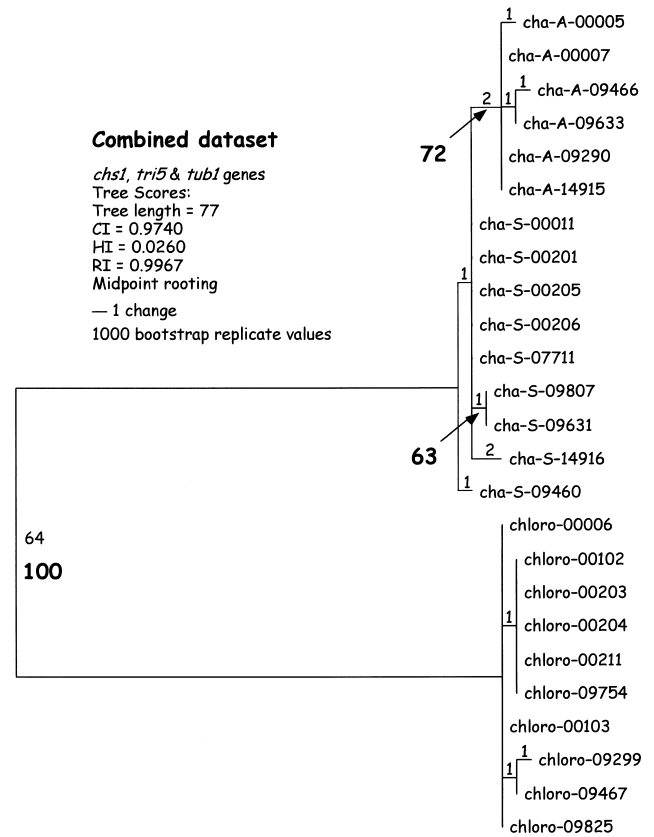 1 cha-A-00005
cha-A-00007
1 cha-A-09466
2 1
cha-A-09633
72
cha-A-09290
cha-A-14915
Combined dataset
chs1, tri5 & tub1 genes
Tree Scores:
Tree length = 77
CI = 0.9740
HI = 0.0260
RI = 0.9967
Midpoint rooting
— 1 change
1000 bootstrap replicate values
cha-S-00011
cha-S-00201
1
cha-S-00205
cha-S-00206
cha-S-07711
cha-S-09807
1
cha-S-09631
63
2 cha-S-14916
1 cha-S-09460
64
100
chloro-00006
chloro-00102
chloro-00203
1 chloro-00204
chloro-00211
chloro-09754
chloro-00103
1 chloro-09299
1
chloro-09467
chloro-09825